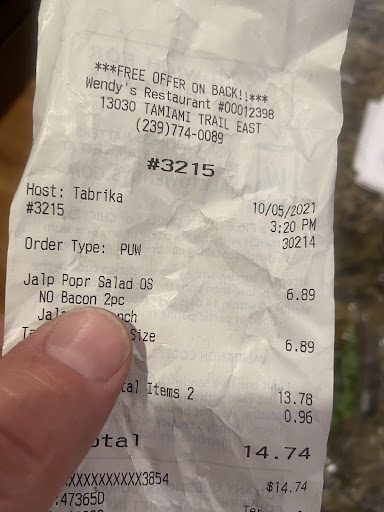 ***FREE OFFER ON BACK!!***
Wendy's Restaurant #00012398
13030 TAMIAMI TRAIL EAST
(239)774-0089
#3215
Host: Tabrika
#3215 10/05/2021
3:20 PM
Order Type: PUW 30214
Jalp Popr Salad OS 6.89
NO Bacon 2pc
Size 6.89
Items 2 13.78
0.96
14.74
XXXXXXXXXXX3854 $14.74
:47365D